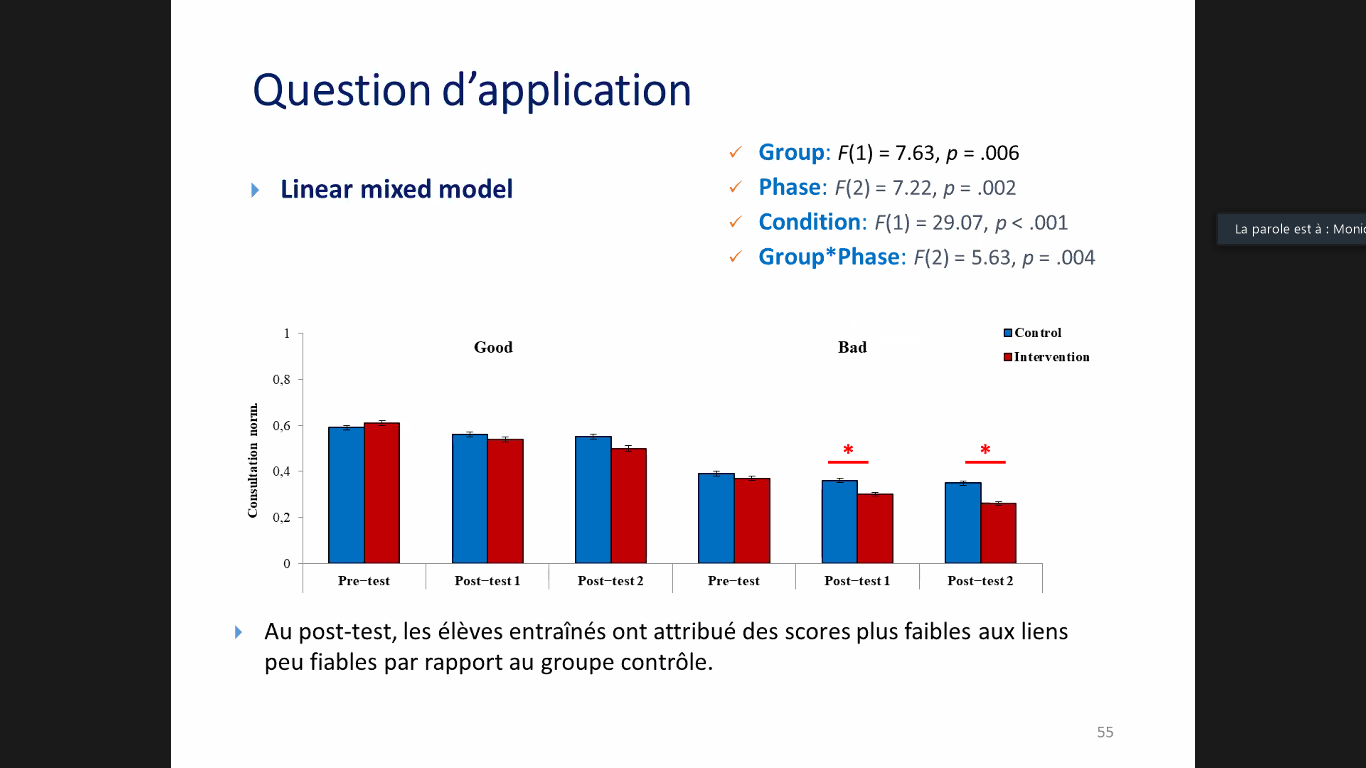 Question d’application
Linear mixed model
Group: F(1) = 7.63, p = .006
Phase: F(2) = 7.22, p = .002
Condition: F(1) = 29.07, p < .001
Group*Phase: F(2) = 5.63, p = .004
La parole est à : Monic
Good
Bad
Control
Intervention
Consultation norm.
1
0,8
0,6
0,4
0,2
0
*
*
Pre−test
Post−test 1
Post−test 2
Pre−test
Post−test 1
Post−test 2
Au post-test, les élèves entraînés ont attribué des scores plus faibles aux liens
peu fiables par rapport au groupe contrôle.
55